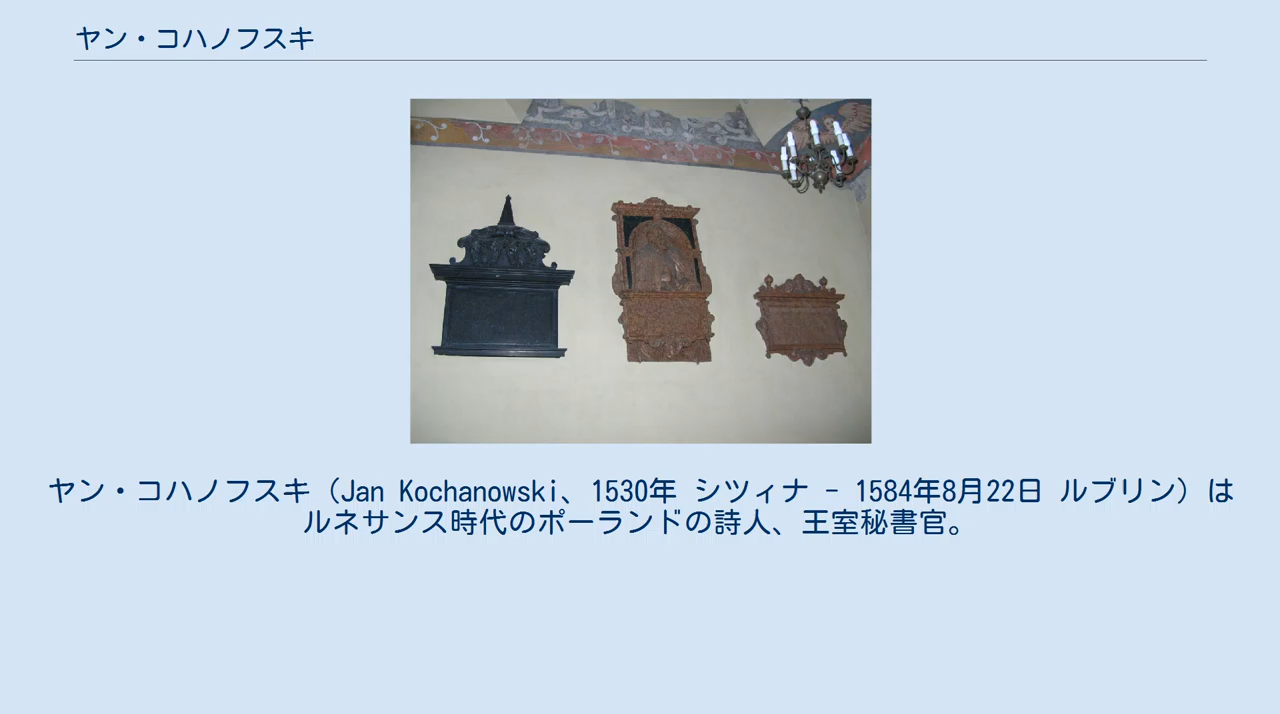 ヤン・コハノフスキ
ヤン・コハノフスキ（Jan Kochanowski、1530年 シツィナ - 1584年8月22日 ルブリン）は
ルネサンス時代のポーランドの詩人、王室秘書官。